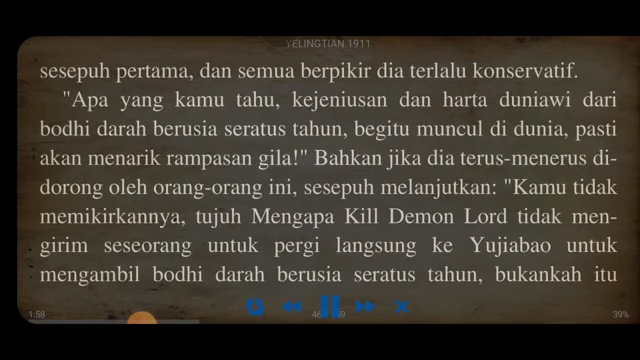 YELINGTIAN 1911
sesepuh pertama, dan semua berpikir dia terlalu konservatif.
"Apa yang kamu tahu, kejeniusan dan harta duniawi dari
bodhi darah berusia seratus tahun, begitu muncul di dunia, pasti
akan menarik rampasan gila!" Bahkan jika dia terus-menerus di-
dorong oleh orang-orang ini, sesepuh melanjutkan: "Kamu tidak
memikirkannya, tujuh Mengapa Kill Demon Lord tidak men-
girim seseorang untuk pergi langsung ke Yujiabao untuk
mengambil bodhi darah berusia seratus tahun, bukankah itu
1:58
39%